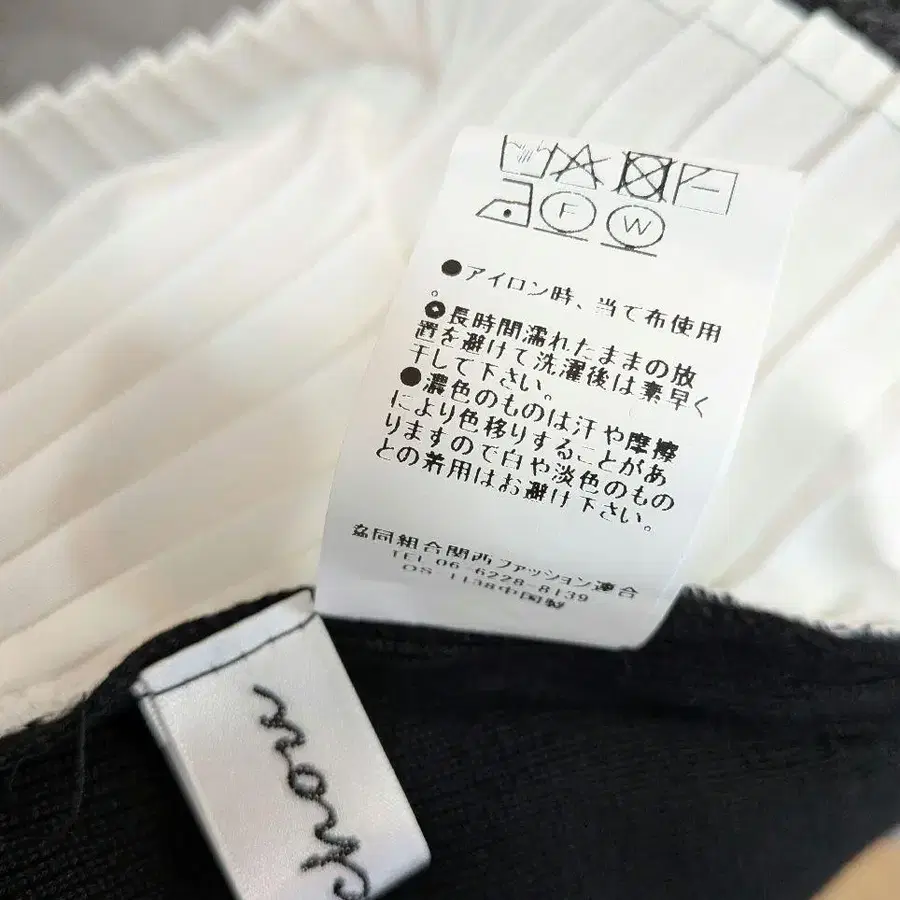 F W
●アイロン時、当て布使用
。
●長時間濡れたままの放
置を避けて洗濯後は素早く
干して下さい。
●濃色のものは汗や摩擦
により色移りすることがあ
りますので白や淡色のもの
との着用はお避け下さい。
協同組合関西ファッション連合
TEL 06-6228-8139
OS 1138中国製